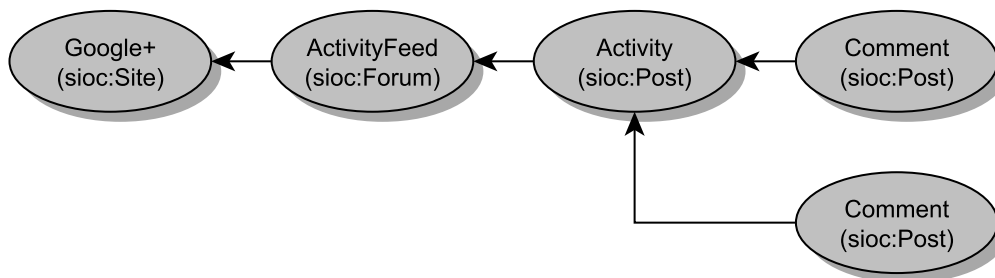 Google+
(sioc:Site)
ActivityFeed
(sioc:Forum)
Activity
(sioc:Post)
Comment
(sioc:Post)
Comment
(sioc:Post)